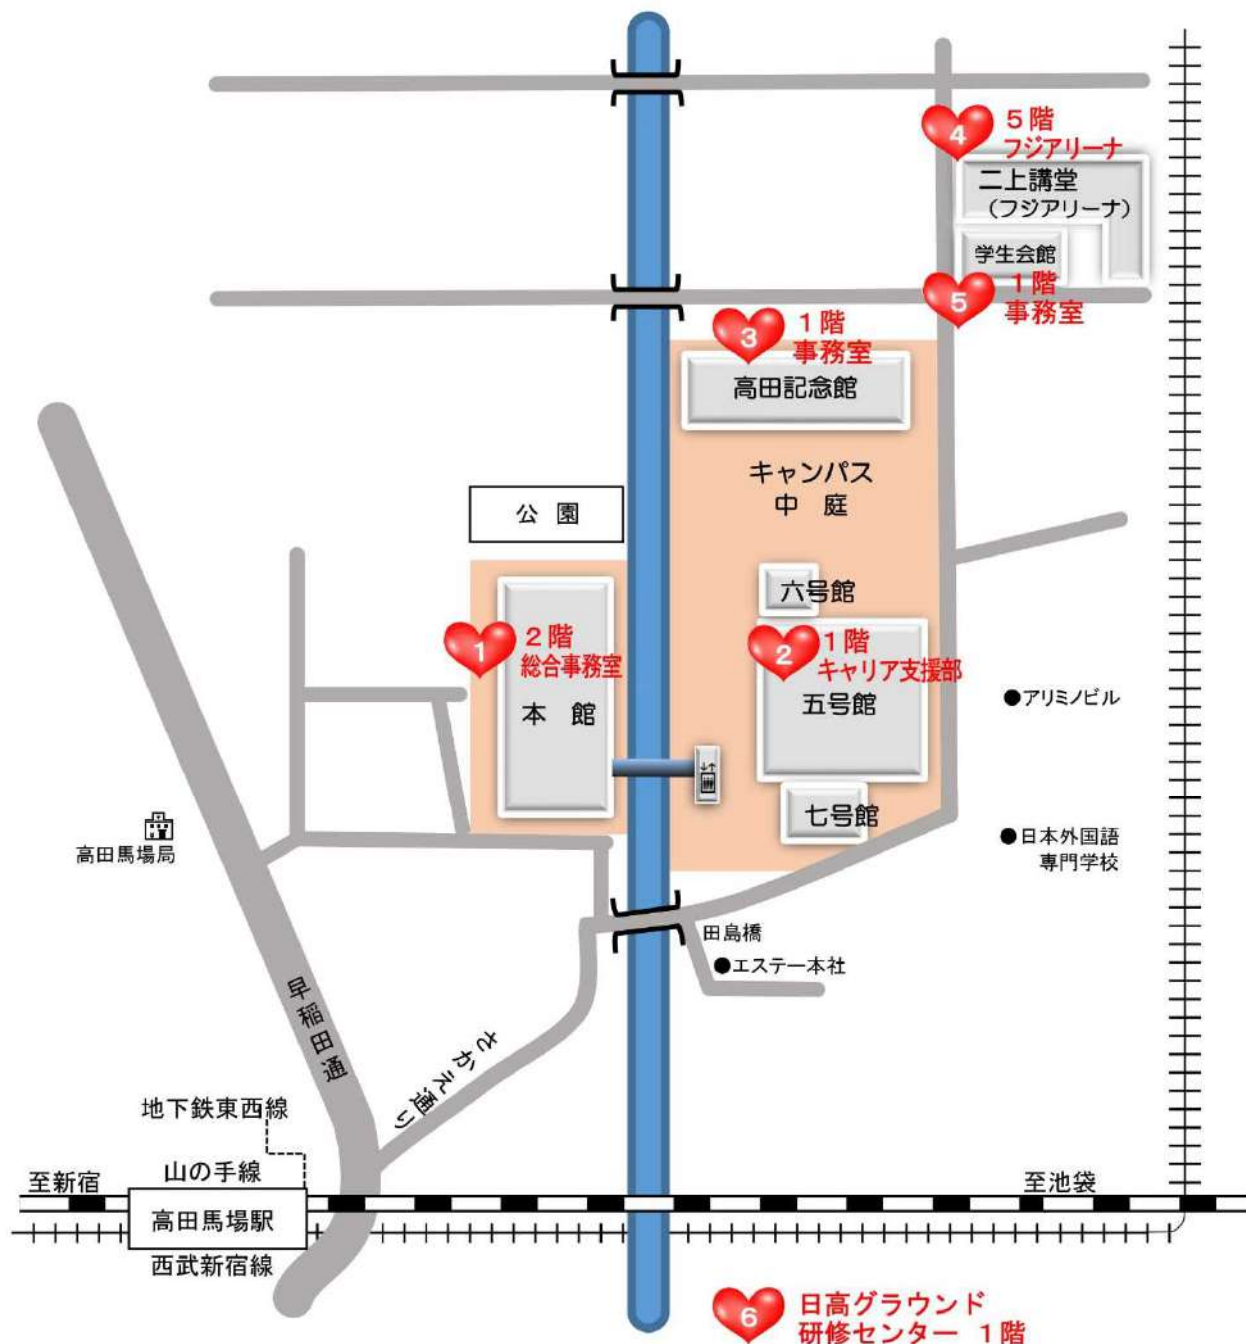 4
5階
フジアリーナ
二上講堂
（フジアリーナ）
学生会館
5
1階
事務室
3
1階
事務室
高田記念館
キャンパス
中 庭
公 園
六号館
1
2階
総合事務室
本 館
2
1階
キャリア支援部
五号館
七号館
●アリミノビル
高田馬場局
●日本外国語
専門学校
田島橋
●エステー本社
早稲田通
さかえ通り
地下鉄東西線
山の手線
至新宿
至池袋
高田馬場駅
西武新宿線
6
日高グラウンド
研修センター 1階